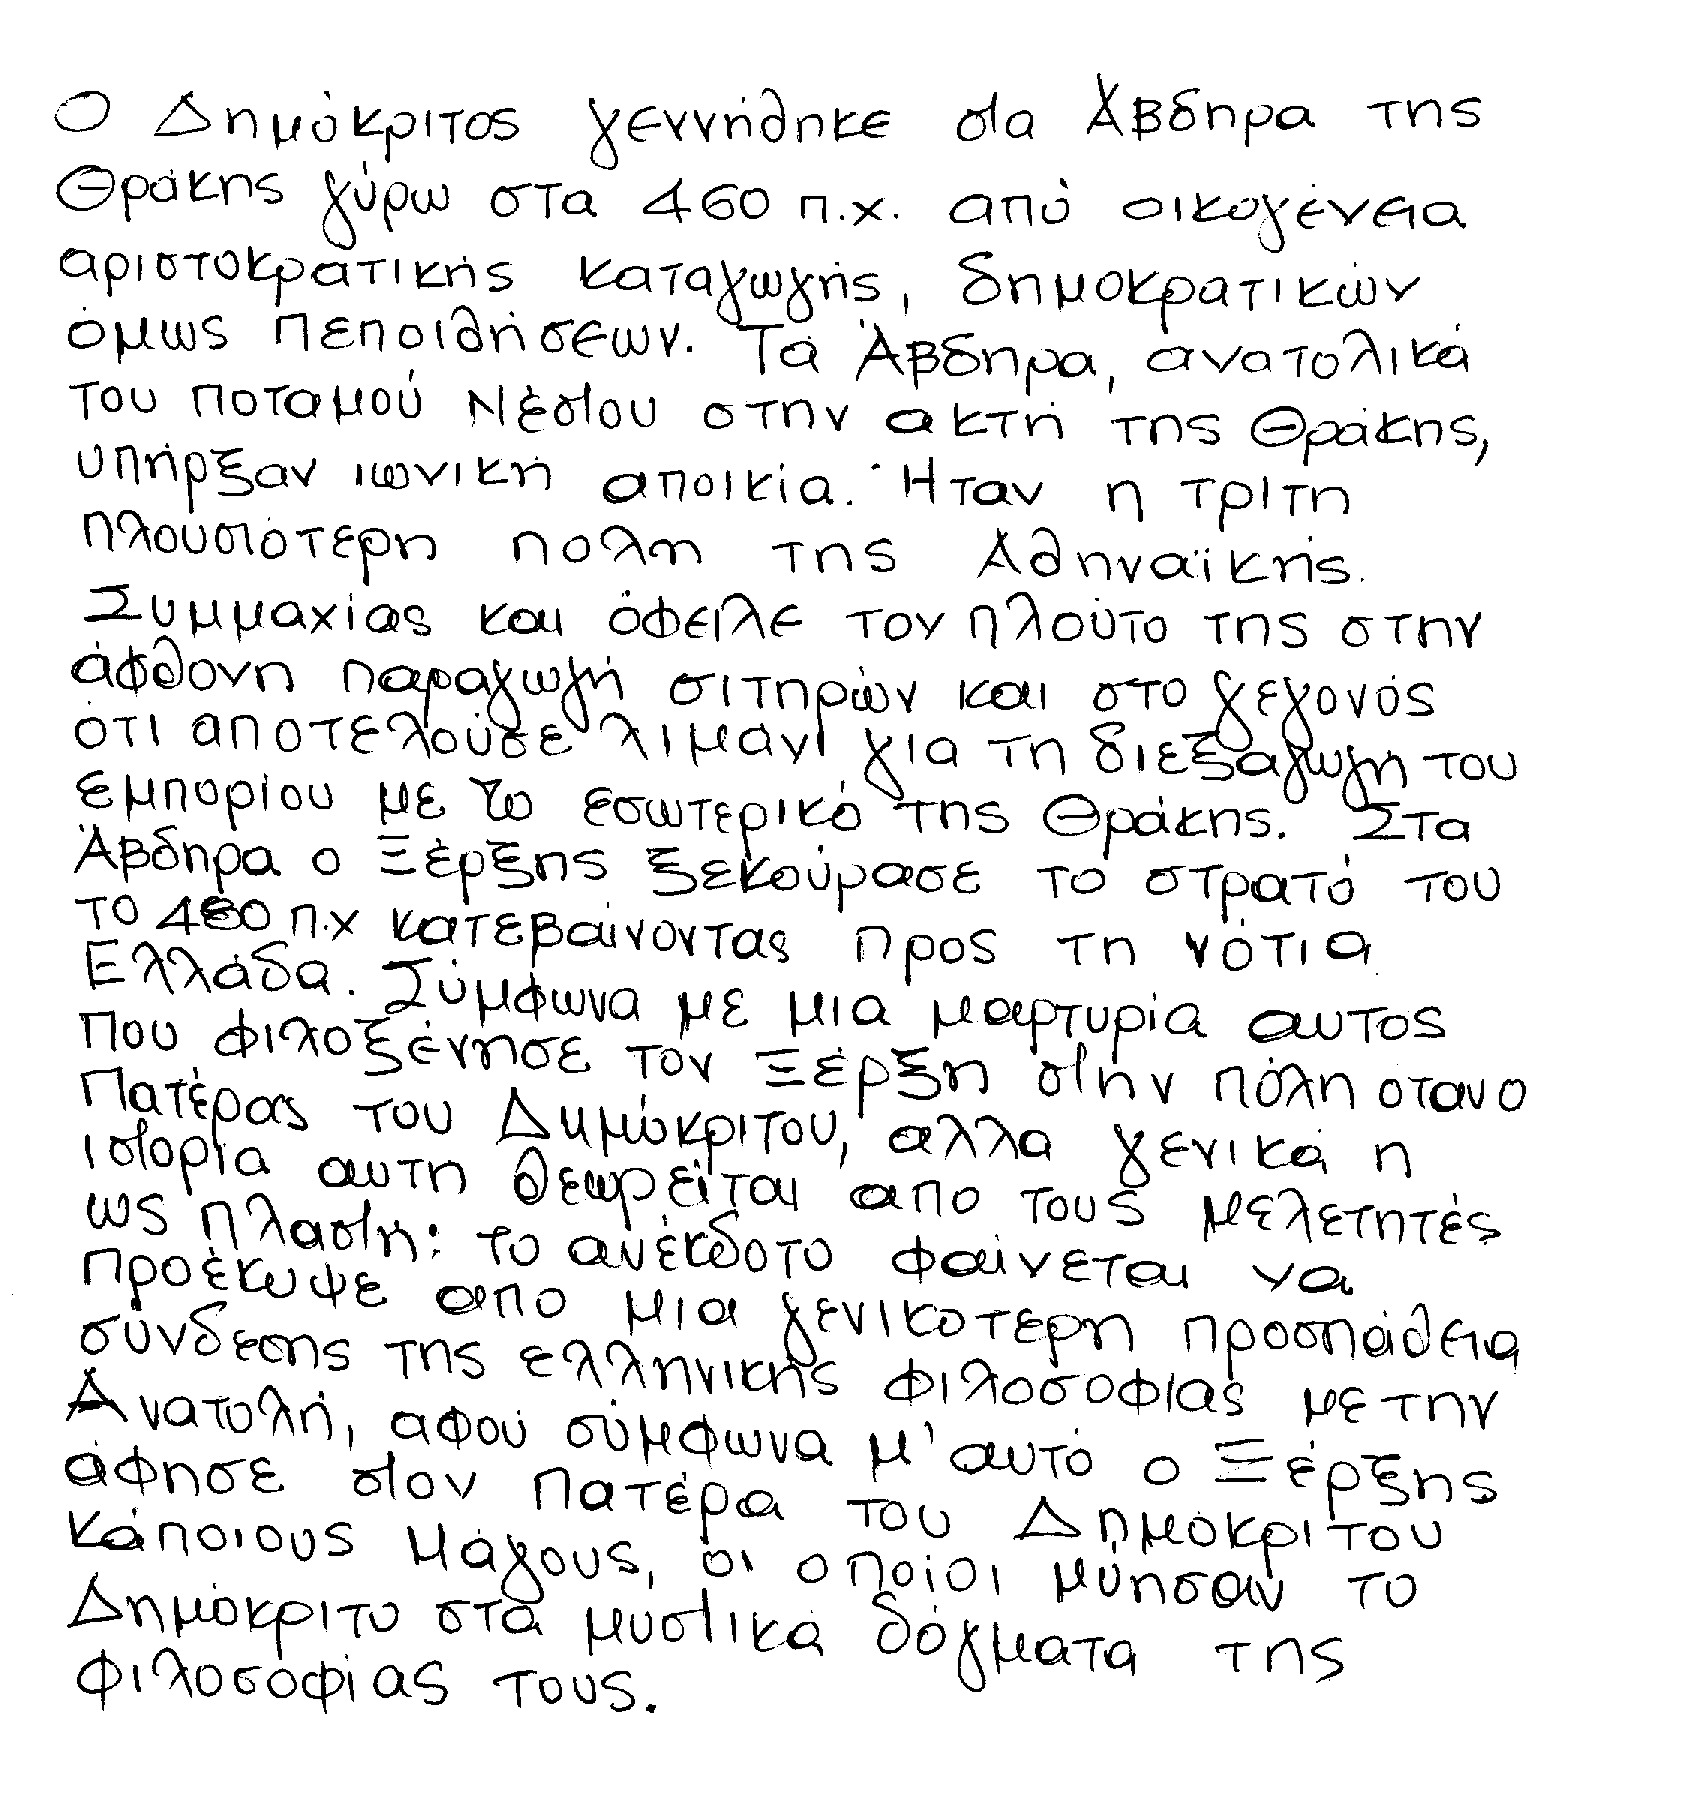 Ο Δημόκριτος γεννήθηκε στα Άβδηρα της
Θράκης γύρω στα 460 π.χ. από οικογένεια
αριστοκρατικής καταγωγής, δημοκρατικών
όμως πεποιθήσεων. Τα Άβδηρα, ανατολικά
του ποταμού Νέστου στην ακτή της Θράκης,
υπήρξαν ιωνική αποικία. Ήταν η τρίτη
πλουσιότερη πόλη της Αθηναϊκής.
Συμμαχίας και όφειλε τον πλούτο της στην
άφθονη παραγωγή σιτηρών και στο γεγονός
ότι αποτελούσε λιμάνι για τη διεξαγωγή του
εμπορίου με το εσωτερικό της Θράκης. Στα
Άβδηρα ο Ξέρξης ξεκούρασε το στρατό του
το 480 π.χ κατεβαίνοντας προς τη νότια
Ελλάδα. Σύμφωνα με μια μαρτυρία αυτος
που φιλοξένησε τον Ξέρξη στην πόλη οταν ο
Πατέρας του Δημόκριτου, αλλα γενικά η
ιστορία αυτη θεωρείται απο τους μελετητές
ως πλαστη: το ανέκδοτο φαίνεται να
προέκυψε απο μια γενικοτερη προσπάθεια
σύνδεσης της ελληνικής φιλοσοφίας με την
Ανατολή, αφού σύμφωνα μ' αυτό ο Ξέρξης
άφησε στον πατέρα του Δημόκριτου
κάποιους Μάγους, οι οποίοι μύησαν το
Δημόκριτο στα μυστικά δόγματα της
φιλοσοφίας τους.